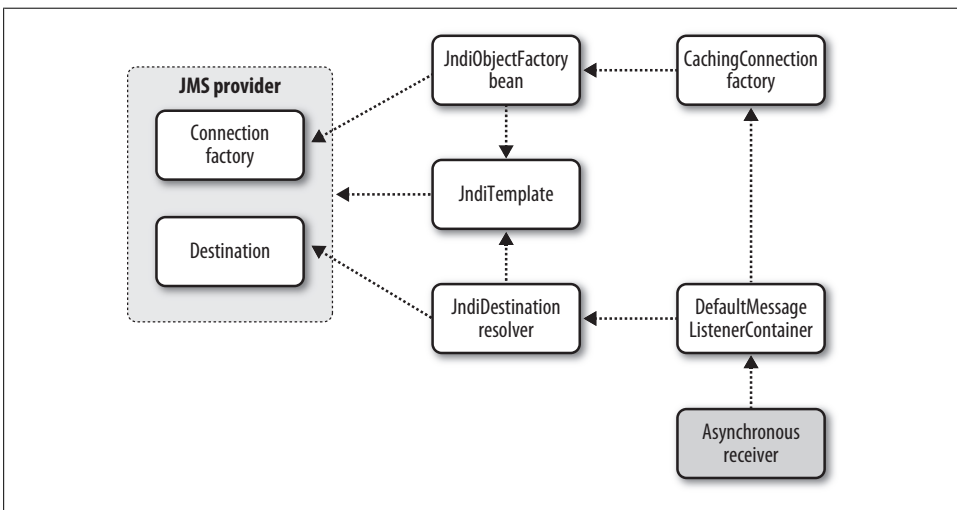 JMS provider
Connection
factory
Destination
JndiObjectFactory
bean
JndiTemplate
JndiDestination
resolver
CachingConnection
factory
DefaultMessage
ListenerContainer
Asynchronous
receiver